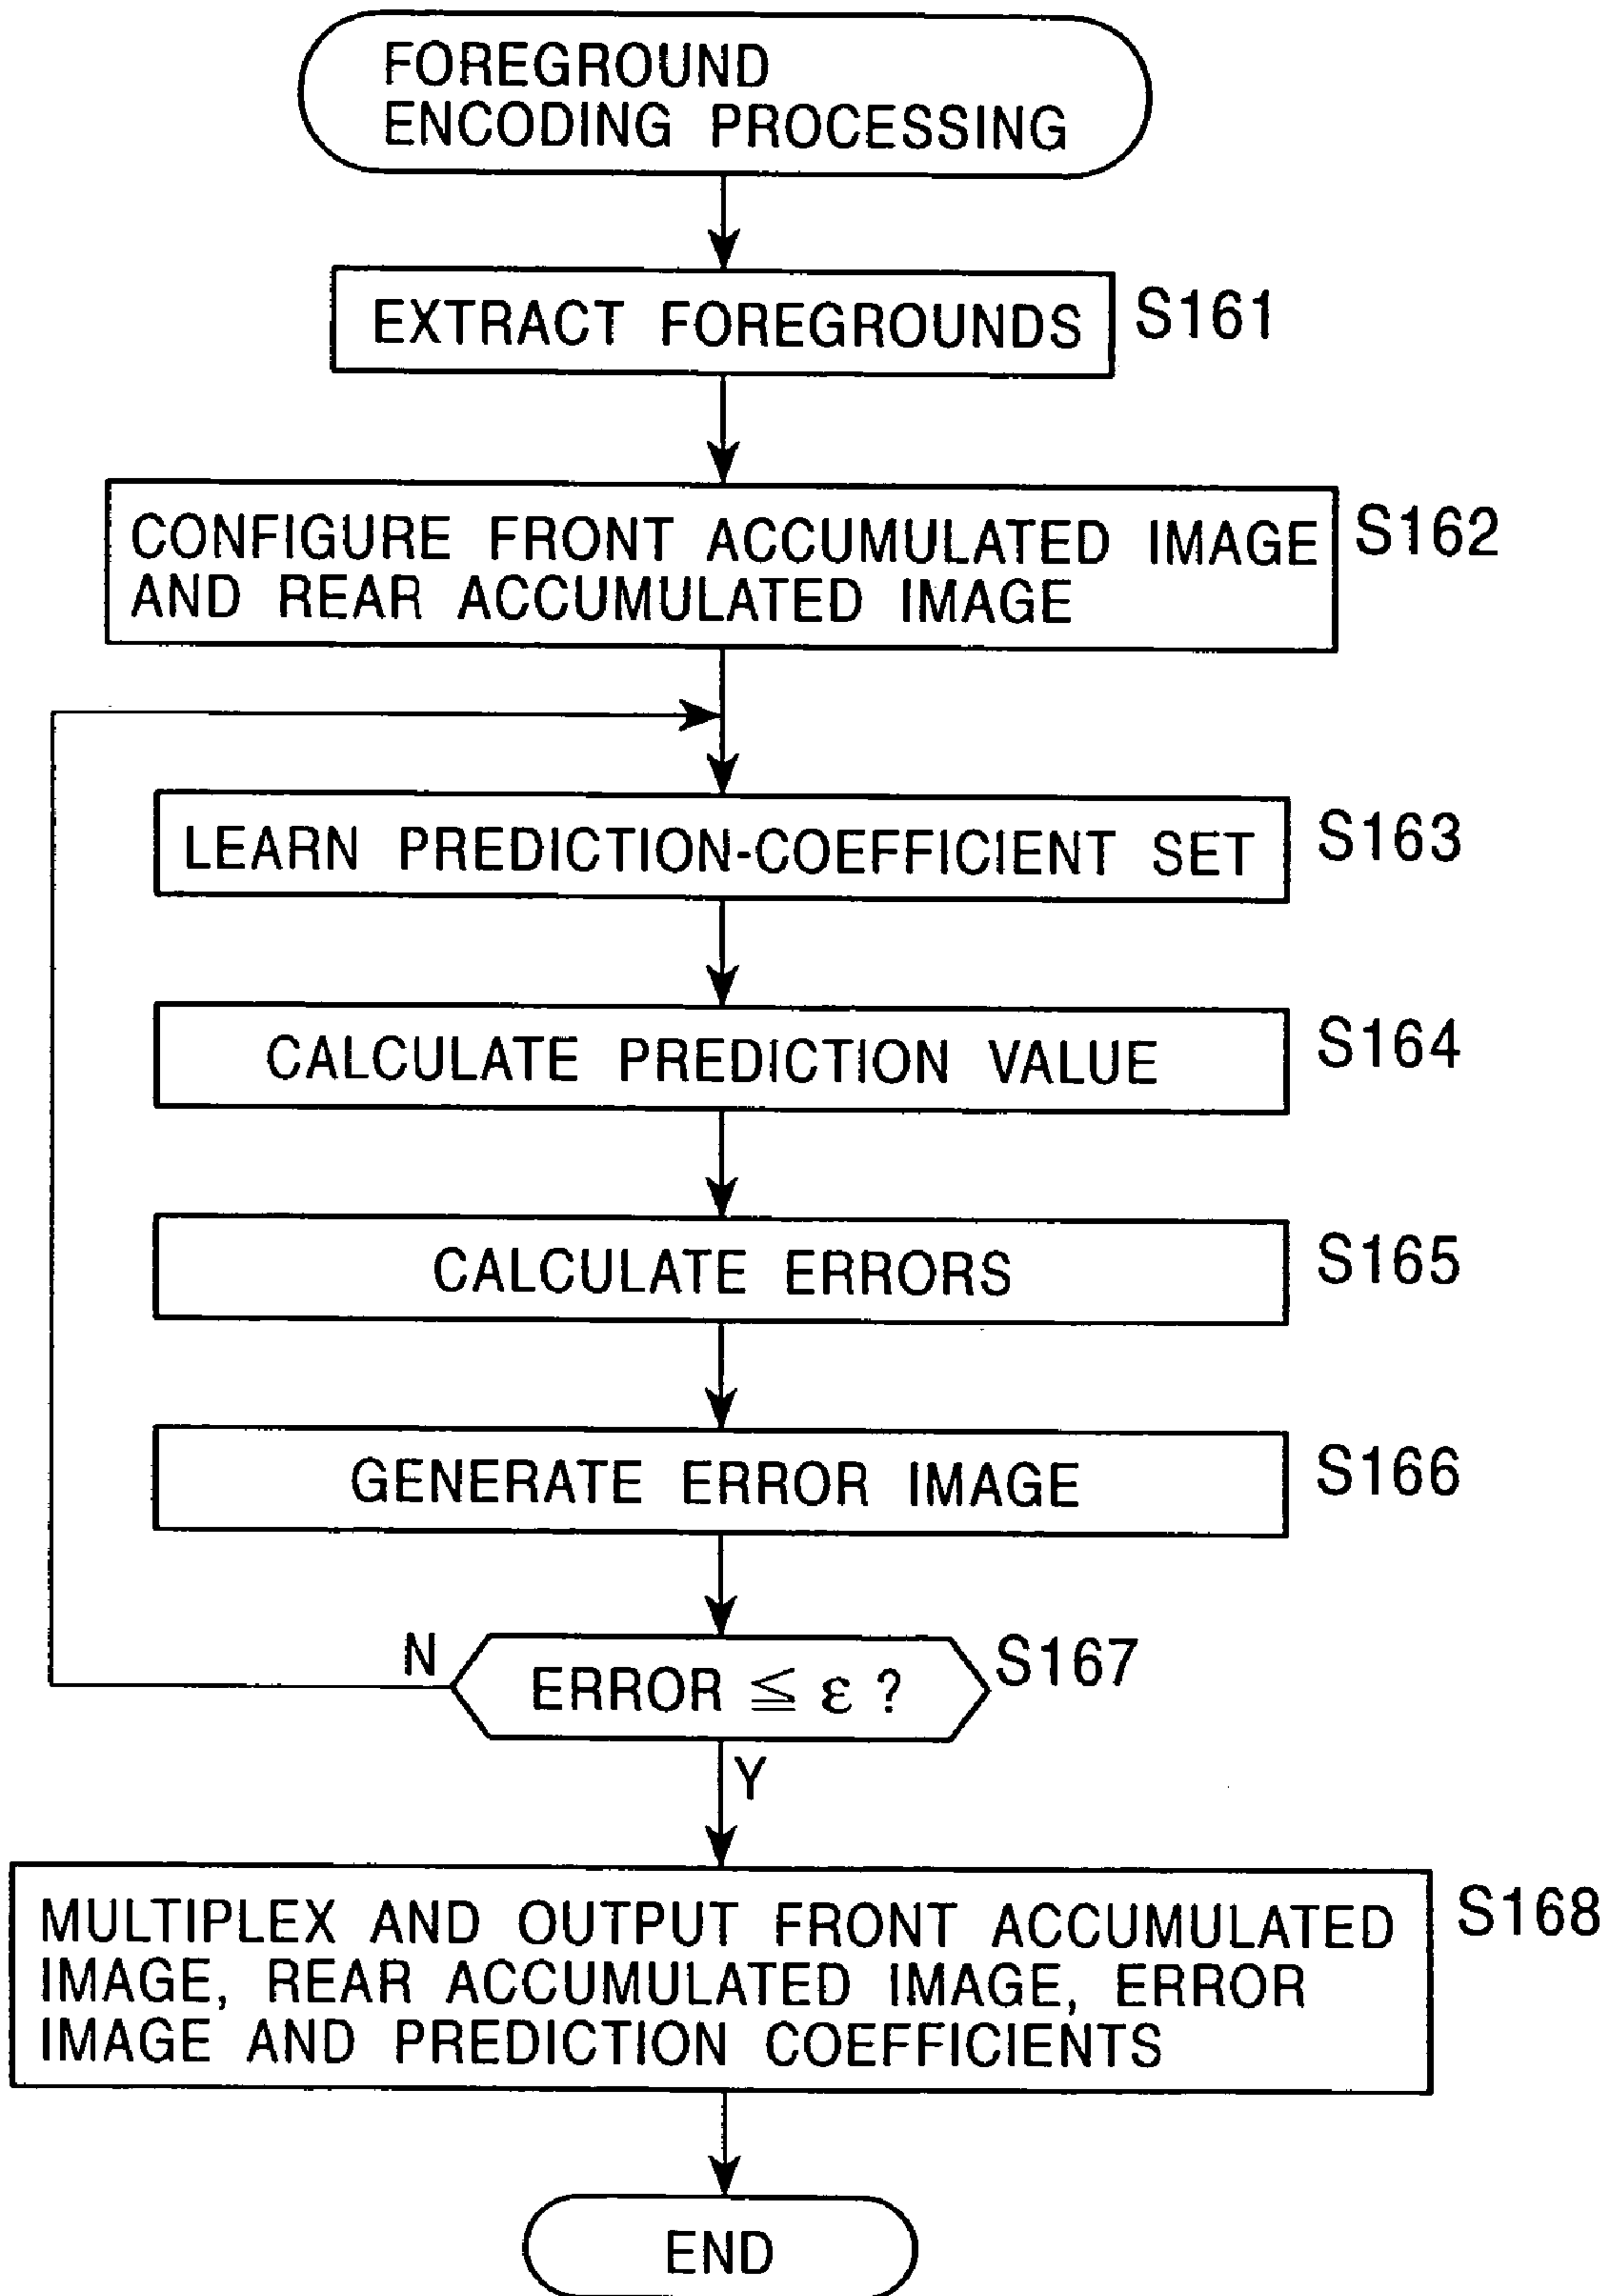 FOREGROUND
ENCODING PROCESSING
EXTRACT FOREGROUNDS
S161
CONFIGURE FRONT ACCUMULATED IMAGE
AND REAR ACCUMULATED IMAGE
S162
LEARN PREDICTION-COEFFICIENT SET
S163
CALCULATE PREDICTION VALUE
S164
CALCULATE ERRORS
S165
GENERATE ERROR IMAGE
S166
N
ERROR ≦ ε ?
S167
Y
MULTIPLEX AND OUTPUT FRONT ACCUMULATED
IMAGE, REAR ACCUMULATED IMAGE, ERROR
IMAGE AND PREDICTION COEFFICIENTS
S168
END